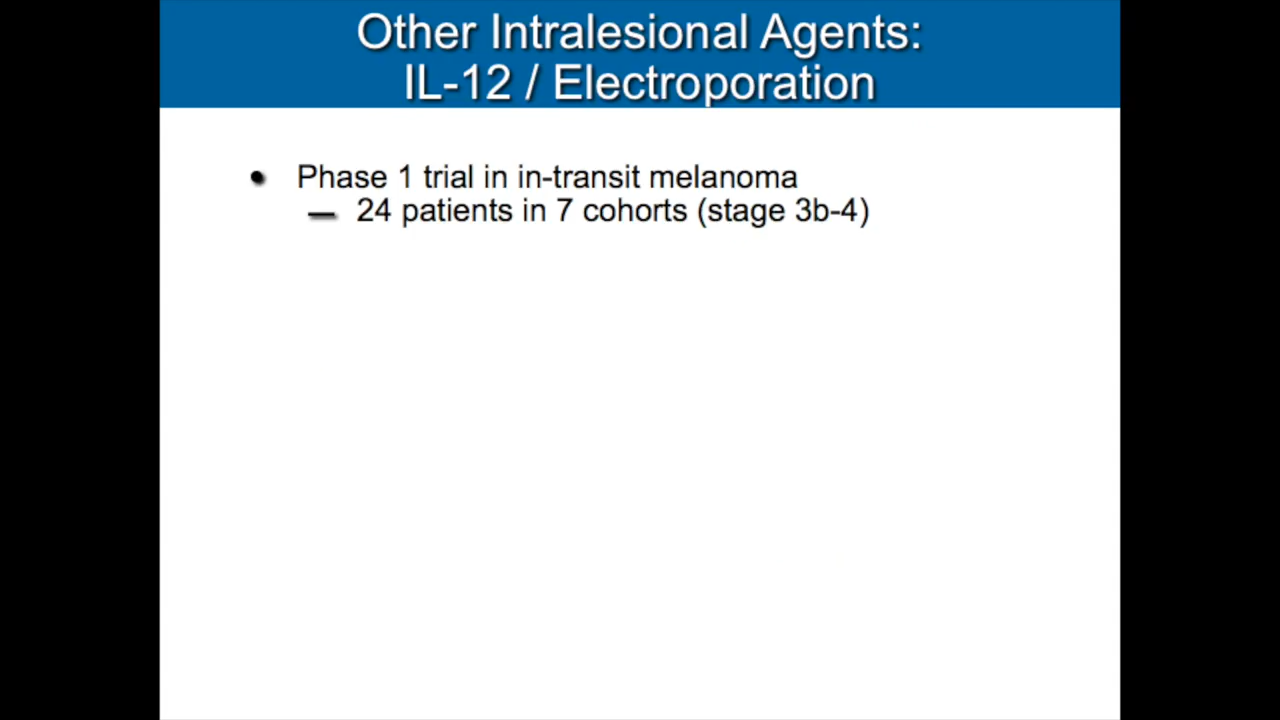 Other Intralesional Agents:
IL-12 / Electroporation
• Phase 1 trial in in-transit melanoma
— 24 patients in 7 cohorts (stage 3b-4)